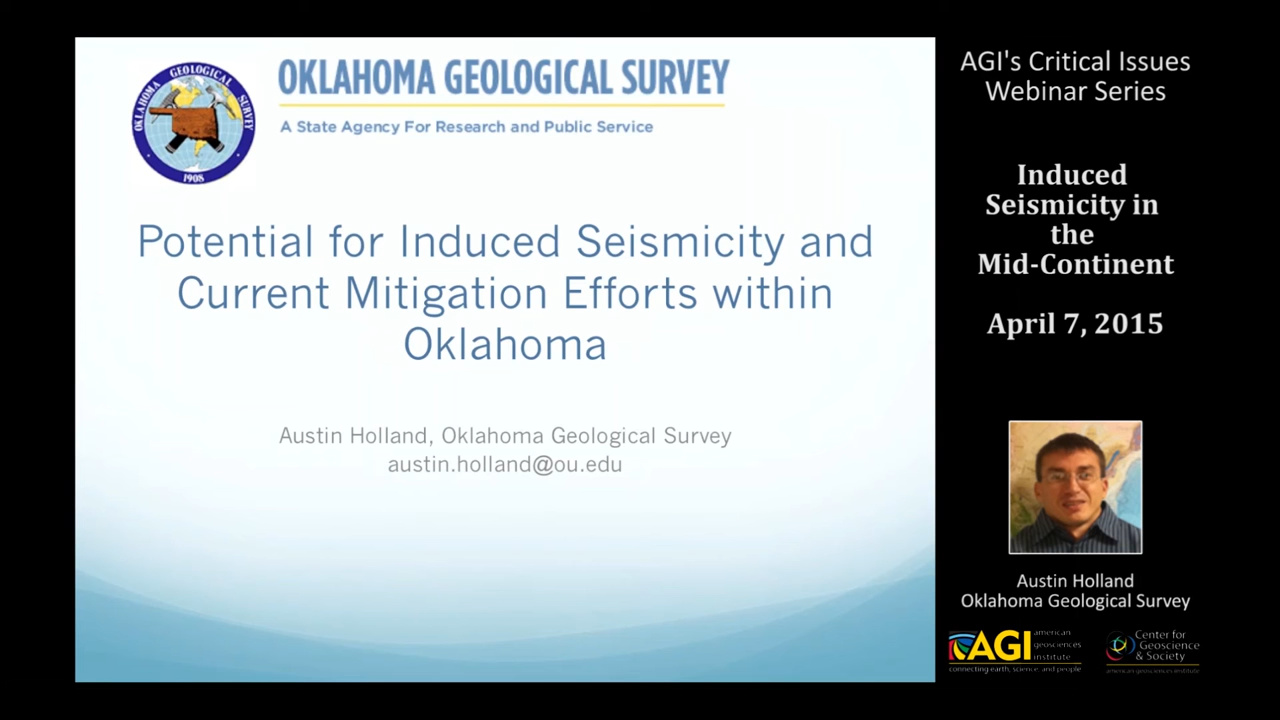 OKLAHOMA GEOLOGICAL SURVEY
A State Agency For Research and Public Service
OKLAHOMA GEOLOGICAL SURVEY
1908
Potential for Induced Seismicity and
Current Mitigation Efforts within
Oklahoma
Austin Holland, Oklahoma Geological Survey
austin.holland@ou.edu
AGI's Critical Issues
Webinar Series
Induced
Seismicity in
the
Mid-Continent
April 7, 2015
Austin Holland
Oklahoma Geological Survey
AGI
american
geosciences
institute
connecting earth, science, and people
Center for
Geoscience
& Society
american geosciences institute